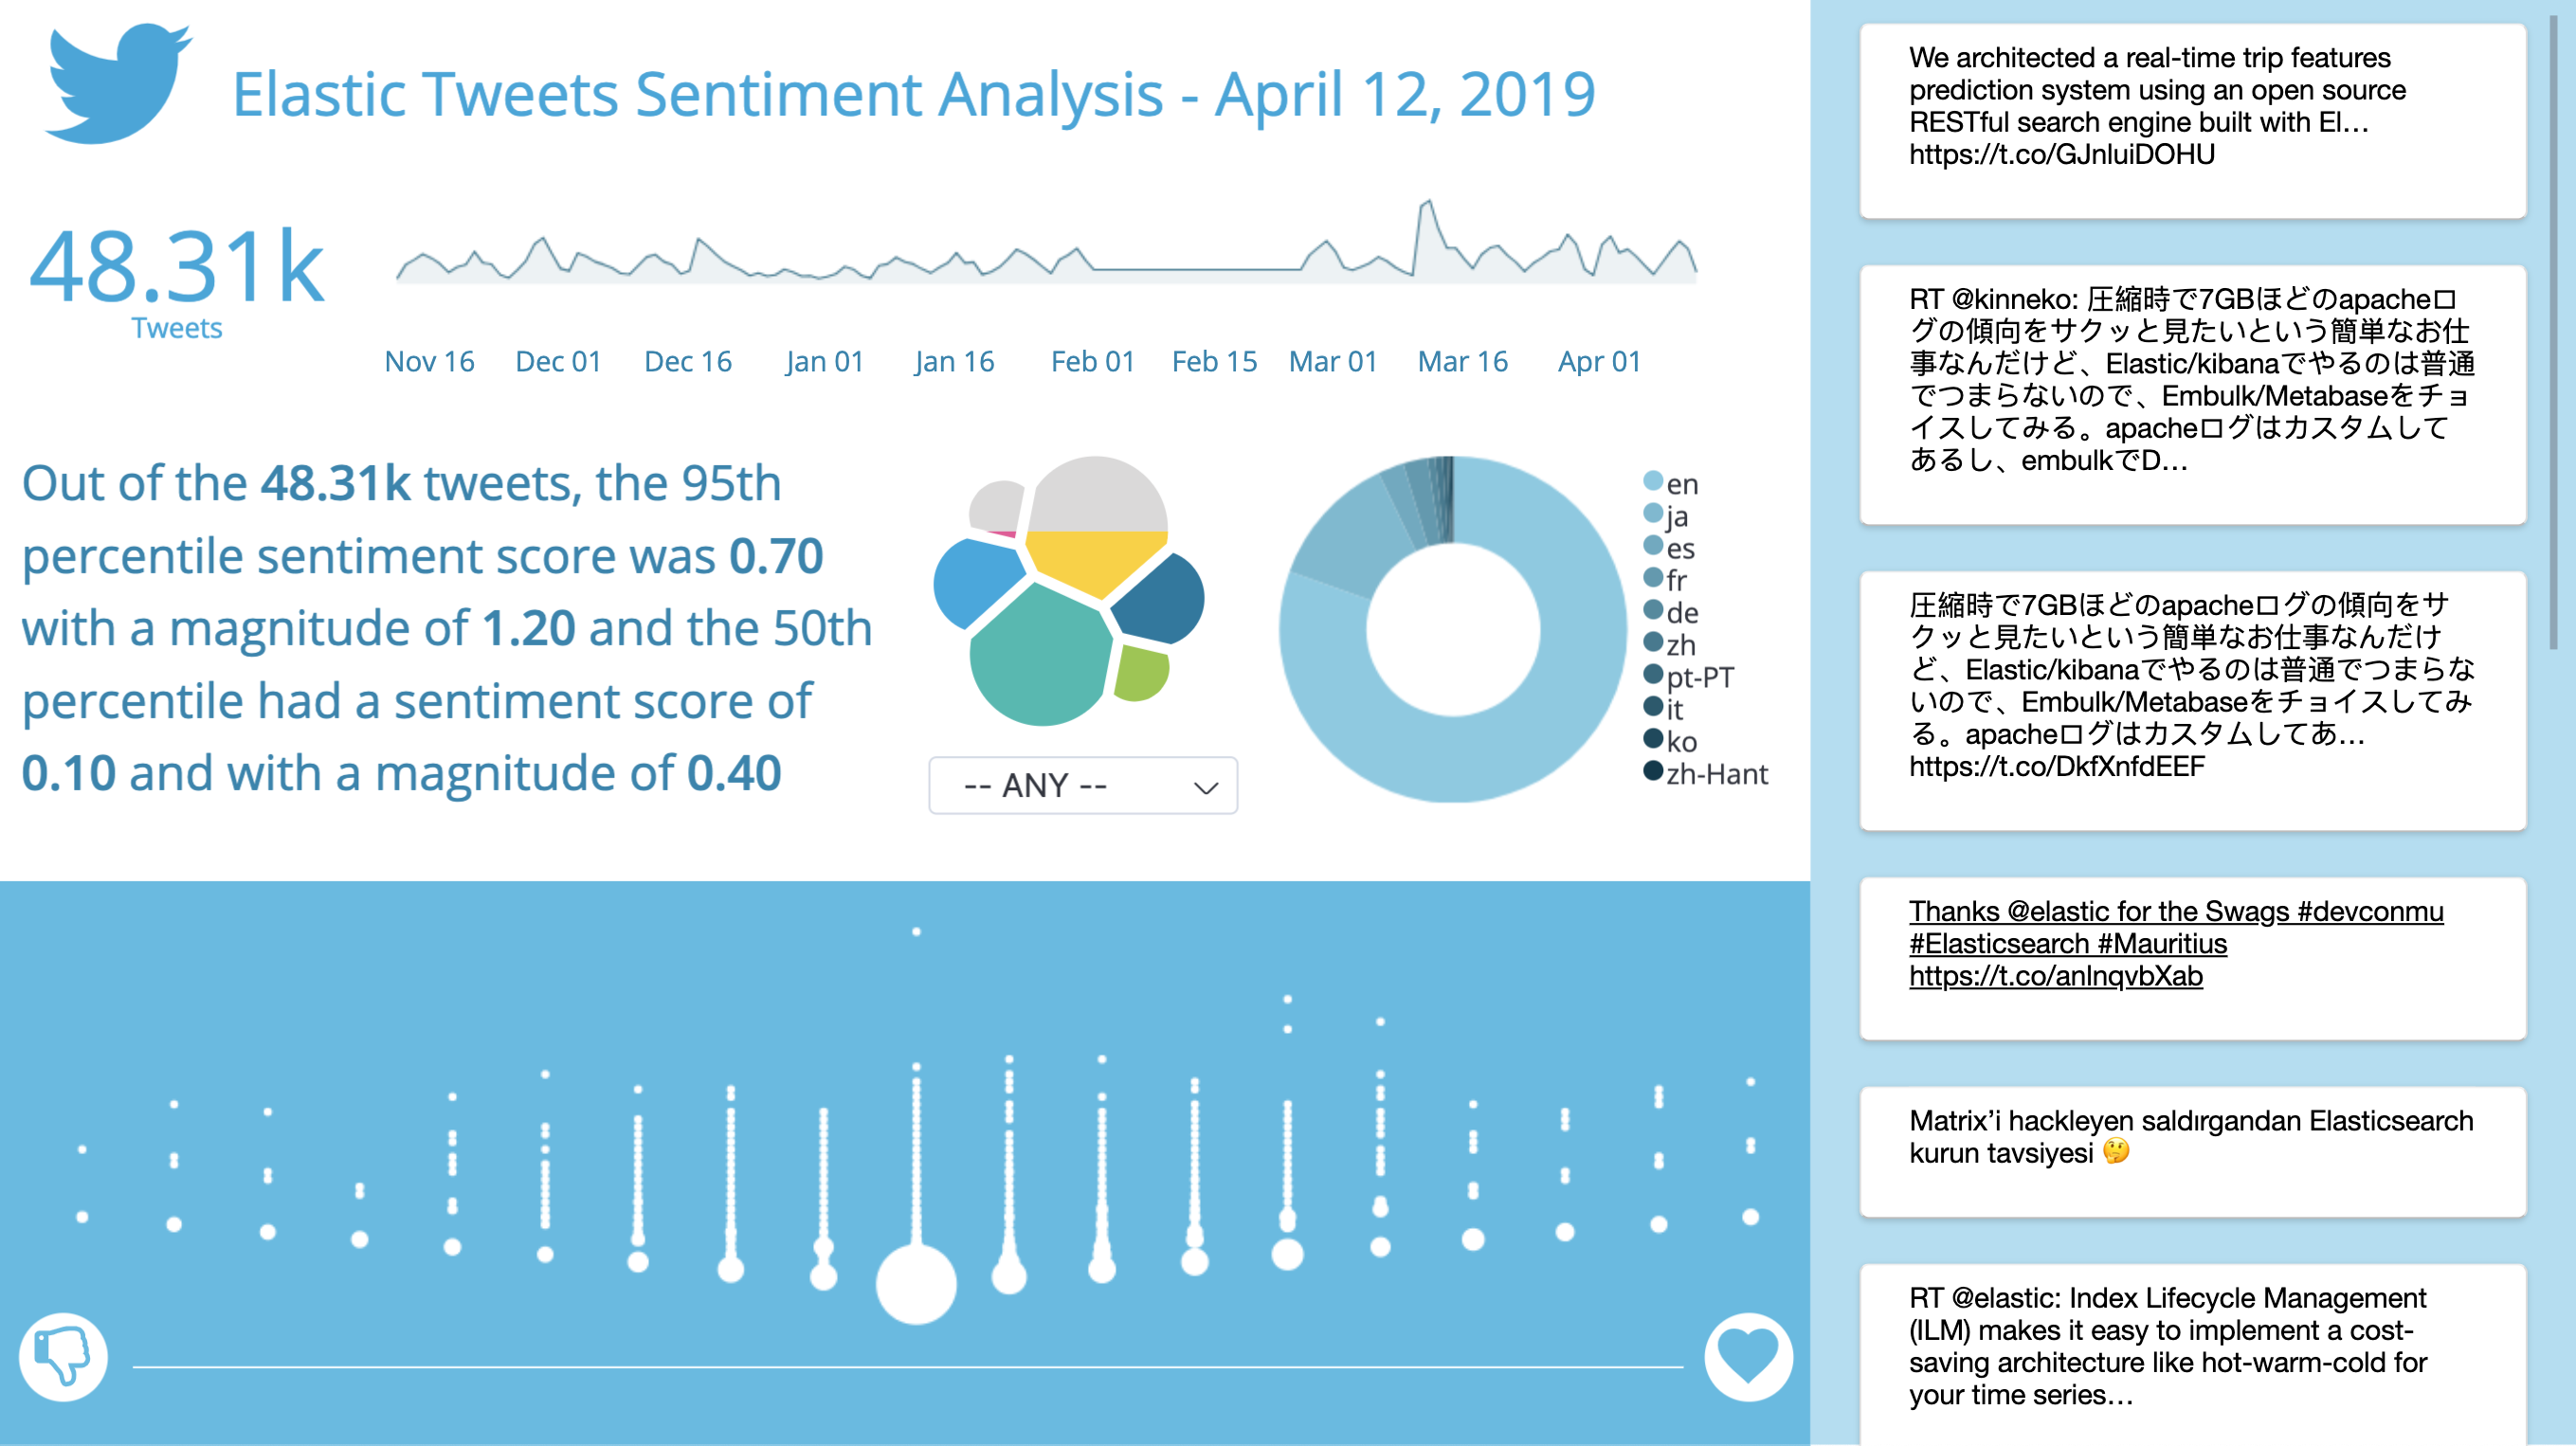 Elastic Tweets Sentiment Analysis - April 12, 2019
48.31k
Tweets
Nov 16 Dec 01 Dec 16 Jan 01 Jan 16 Feb 01 Feb 15 Mar 01 Mar 16 Apr 01
Out of the 48.31k tweets, the 95th
percentile sentiment score was 0.70
with a magnitude of 1.20 and the 50th
percentile had a sentiment score of
0.10 and with a magnitude of 0.40
-- ANY --
en
ja
es
fr
de
zh
pt-PT
it
ko
zh-Hant
We architected a real-time trip features
prediction system using an open source
RESTful search engine built with El…
https://t.co/GJnluiDOHU
RT @kinneko: 圧縮時で7GBほどのapacheロ
グの傾向をサクッと見たいという簡単なお仕
事なんだけど、Elastic/kibanaでやるのは普通
でつまらないので、Embulk/Metabaseをチョ
イスしてみる。apacheログはカスタムして
あるし、embulkでD…
圧縮時で7GBほどのapacheログの傾向をサ
クッと見たいという簡単なお仕事なんだけ
ど、Elastic/kibanaでやるのは普通でつまらな
いので、Embulk/Metabaseをチョイスしてみ
る。apacheログはカスタムしてあ…
https://t.co/DkfXnfdEEF
Thanks @elastic for the Swags #devconmu
#Elasticsearch #Mauritius
https://t.co/anlnqvbXab
Matrix’i hackleyen saldırgandan Elasticsearch
kurun tavsiyesi 🤔
RT @elastic: Index Lifecycle Management
(ILM) makes it easy to implement a cost-
saving architecture like hot-warm-cold for
your time series…